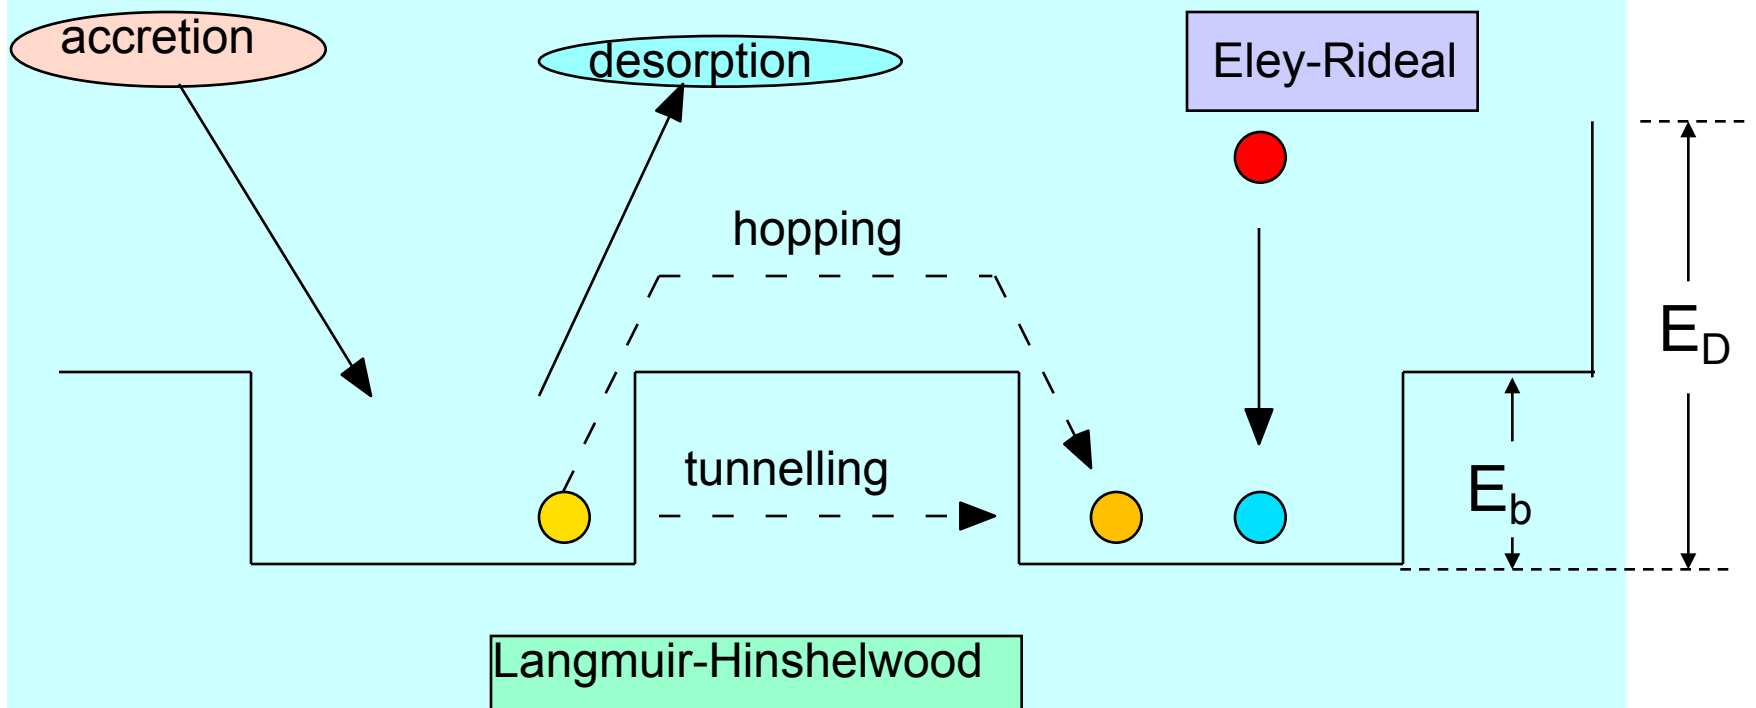 accretion
desorption
Eley-Rideal
hopping
E_D
tunnelling
E_b
Langmuir-Hinshelwood